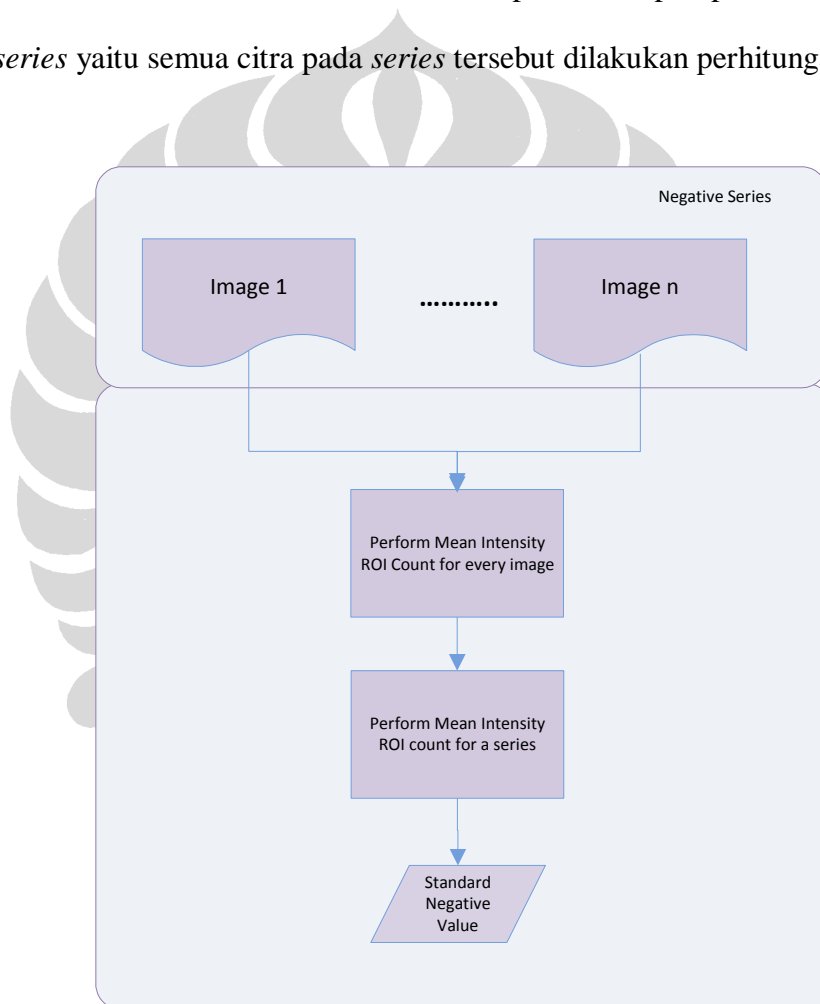 series yaitu semua citra pada series tersebut dilakukan perhitung
Negative Series
Image 1
………..
Image n
Perform Mean Intensity
ROI Count for every image
Perform Mean Intensity
ROI count for a series
Standard
Negative
Value